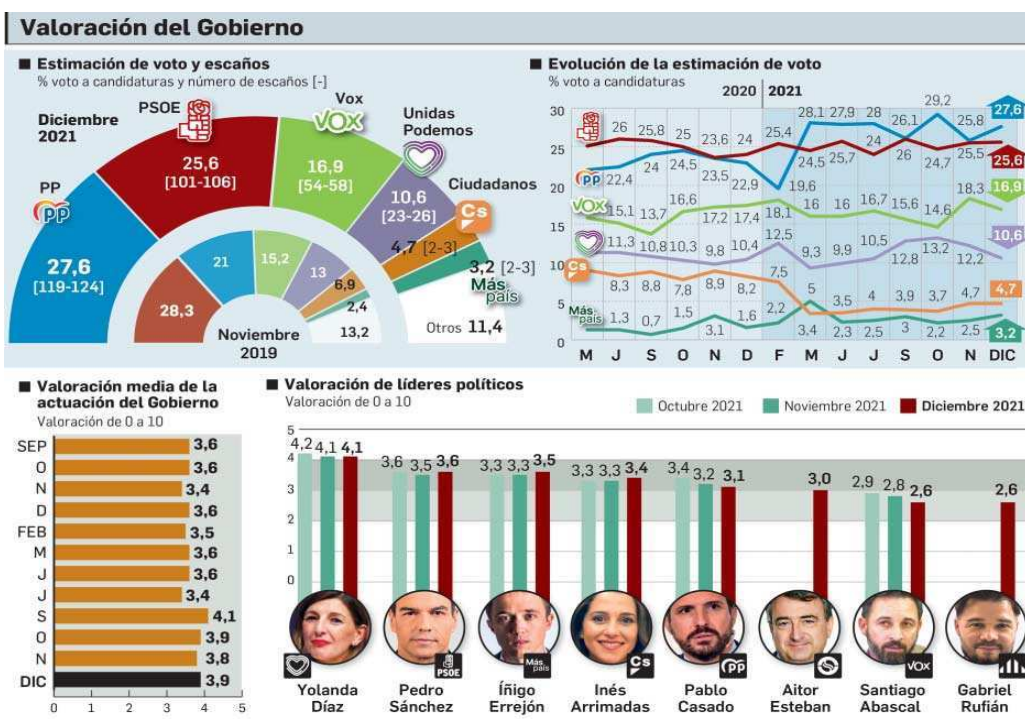 Valoración del Gobierno
Estimación de voto y escaños
% voto a candidaturas y número de escaños [-]
Diciembre
2021
PP
pp
27,6
[119-124]
PSOE
25,6
[101-106]
Vox
VOX
16,9
[54-58]
Unidas
Podemos
10,6
[23-26]
Ciudadanos
Cs
4,7 [2-3]
3,2 [2-3]
Más
país
Otros 11,4
28,3
21
15,2
13
6,9
2,4
13,2
Noviembre
2019
Evolución de la estimación de voto
% voto a candidaturas
2020 2021
30
25
20
15
10
5
0
26 25,8 25 23,6 24 25,4 24,5 25,7 24 26 24,7 25,5 25,6
pp 22,4 24 24,5 23,5 22,9 19,6 28,1 27,9 28 26,1 29,2 25,8 27,6
VOX 15,1 13,7 16,6 17,2 17,4 18,1 16 16 16,7 15,6 14,6 18,3 16,9
11,3 10,8 10,3 9,8 10,4 12,5 9,3 9,9 10,5 12,8 13,2 12,2 10,6
Cs 8,3 8,8 7,8 8,9 8,2 7,5 3,4 3,5 4 3,9 3,7 4,7 4,7
Más país 1,3 0,7 1,5 3,1 1,6 2,2 5 2,3 2,5 3 2,2 2,5 3,2
M J S O N D F M J J S O N DIC
Valoración media de la
actuación del Gobierno
Valoración de 0 a 10
SEP 3,6
O 3,6
N 3,4
D 3,6
FEB 3,5
M 3,6
J 3,6
J 3,4
S 4,1
O 3,9
N 3,8
DIC 3,9
0 1 2 3 4 5
Valoración de líderes políticos
Valoración de 0 a 10
Octubre 2021 Noviembre 2021 Diciembre 2021
5
4
3
2
1
0
4,2 4,1 4,1
3,6 3,5 3,6
3,3 3,3 3,5
3,3 3,3 3,4
3,4 3,2 3,1
3,0
2,9 2,8 2,6
2,6
PSOE
Más
país
Cs
PP
VOX
Yolanda
Díaz
Pedro
Sánchez
Íñigo
Errejón
Inés
Arrimadas
Pablo
Casado
Aitor
Esteban
Santiago
Abascal
Gabriel
Rufián